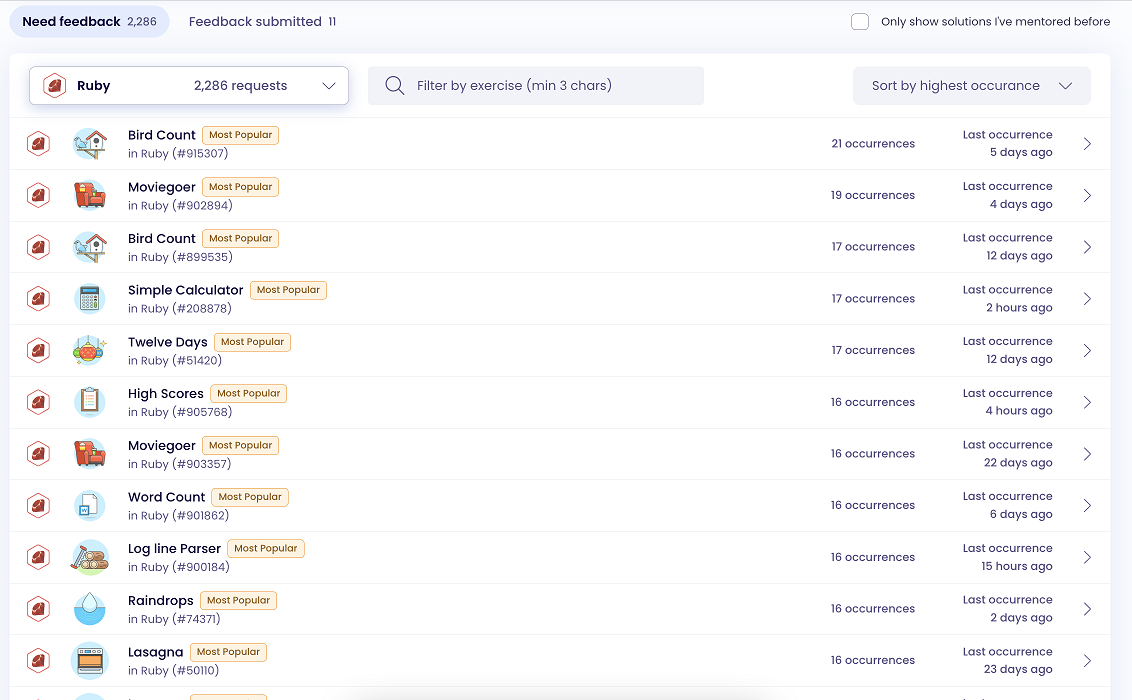 Need feedback 2,286 Feedback submitted 11 Only show solutions I've mentored before
Ruby 2,286 requests Filter by exercise (min 3 chars) Sort by highest occurance
Bird Count Most Popular
in Ruby (#915307)
21 occurrences
Last occurrence
5 days ago
Moviegoer Most Popular
in Ruby (#902894)
19 occurrences
Last occurrence
4 days ago
Bird Count Most Popular
in Ruby (#899535)
17 occurrences
Last occurrence
12 days ago
Simple Calculator Most Popular
in Ruby (#208878)
17 occurrences
Last occurrence
2 hours ago
Twelve Days Most Popular
in Ruby (#51420)
17 occurrences
Last occurrence
12 days ago
High Scores Most Popular
in Ruby (#905768)
16 occurrences
Last occurrence
4 hours ago
Moviegoer Most Popular
in Ruby (#903357)
16 occurrences
Last occurrence
22 days ago
Word Count Most Popular
in Ruby (#901862)
16 occurrences
Last occurrence
6 days ago
Log line Parser Most Popular
in Ruby (#900184)
16 occurrences
Last occurrence
15 hours ago
Raindrops Most Popular
in Ruby (#74371)
16 occurrences
Last occurrence
2 days ago
Lasagna Most Popular
in Ruby (#50110)
16 occurrences
Last occurrence
23 days ago